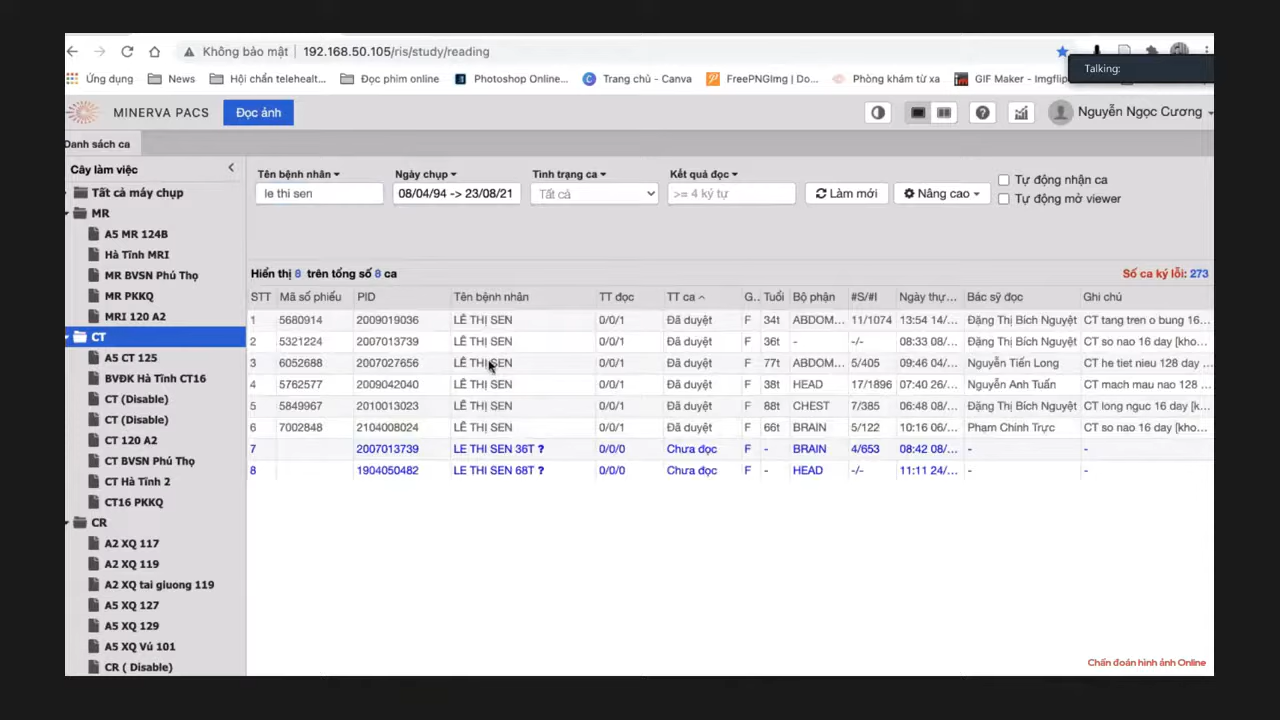 Không bảo mật | 192.168.50.105/ris/study/reading
Ứng dụng News Hội chẩn telehealt... Đọc phim online Photoshop Online... Trang chủ - Canva FreePNGImg | Do... Phòng khám từ xa GIF Maker - Imgflip
Talking:
MINERVA PACS Đọc ảnh Nguyễn Ngọc Cương
Danh sách ca
Cây làm việc
Tất cả máy chụp
MR
A5 MR 124B
Hà Tĩnh MRI
MR BVSN Phú Thọ
MR PKKQ
MRI 120 A2
CT
A5 CT 125
BVĐK Hà Tĩnh CT16
CT (Disable)
CT (Disable)
CT 120 A2
CT BVSN Phú Thọ
CT Hà Tĩnh 2
CT16 PKKQ
CR
A2 XQ 117
A2 XQ 119
A2 XQ tai giuong 119
A5 XQ 127
A5 XQ 129
A5 XQ Vú 101
CR ( Disable)
Tên bệnh nhân Ngày chụp Tình trạng ca Kết quả đọc
le thi sen 08/04/94 -> 23/08/21 Tất cả >= 4 ký tự Làm mới Nâng cao
Tự động nhận ca
Tự động mở viewer
Hiển thị 8 trên tổng số 8 ca Số ca ký lỗi: 273
STT Mã số phiếu PID Tên bệnh nhân TT đọc TT ca G.. Tuổi Bộ phận #S/#I Ngày thự... Bác sỹ đọc Ghi chú
1 5680914 2009019036 LÊ THỊ SEN 0/0/1 Đã duyệt F 34t ABDOM... 11/1074 13:54 14/... Đặng Thị Bích Nguyệt CT tang tren o bung 16...
2 5321224 2007013739 LÊ THỊ SEN 0/0/1 Đã duyệt F 36t - -/- 08:33 08/... Đặng Thị Bích Nguyệt CT so nao 16 day [kho...
3 6052688 2007027656 LÊ THỊ SEN 0/0/1 Đã duyệt F 77t ABDOM... 5/405 09:46 04/... Nguyễn Tiến Long CT he tiet nieu 128 day ...
4 5762577 2009042040 LÊ THỊ SEN 0/0/1 Đã duyệt F 38t HEAD 17/1896 07:40 26/... Nguyễn Anh Tuấn CT mach mau nao 128 ...
5 5849967 2010013023 LÊ THỊ SEN 0/0/1 Đã duyệt F 88t CHEST 7/385 06:48 08/... Đặng Thị Bích Nguyệt CT long nguc 16 day [k...
6 7002848 2104008024 LÊ THỊ SEN 0/0/1 Đã duyệt F 66t BRAIN 5/122 10:16 06/... Phạm Chính Trực CT so nao 16 day [kho...
7 2007013739 LE THI SEN 36T ? 0/0/0 Chưa đọc F - BRAIN 4/653 08:42 08/... - -
8 1904050482 LE THI SEN 68T ? 0/0/0 Chưa đọc F - HEAD -/- 11:11 24/... - -
Chẩn đoán hình ảnh Online